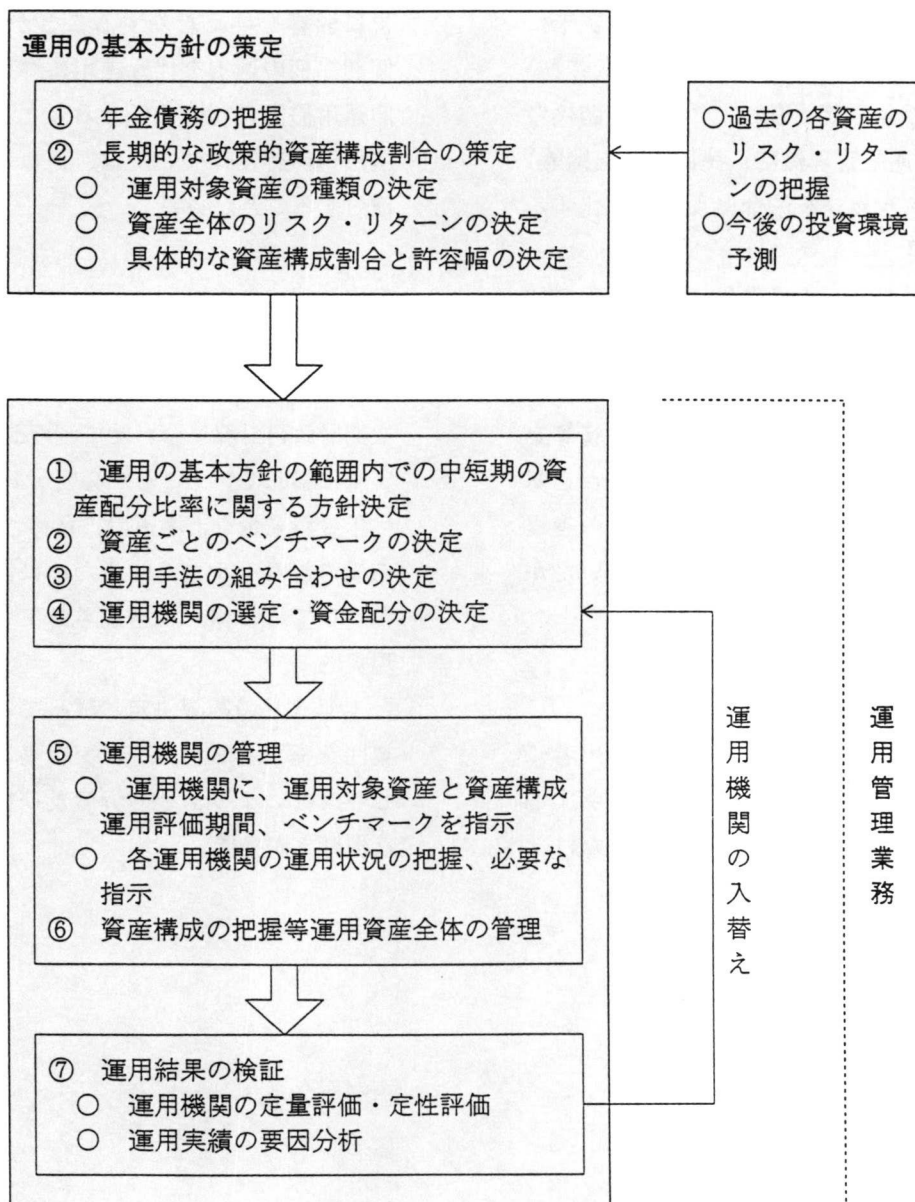 運用の基本方針の策定
① 年金債務の把握
② 長期的な政策的資産構成割合の策定
○ 運用対象資産の種類の決定
○ 資産全体のリスク・リターンの決定
○ 具体的な資産構成割合と許容幅の決定
○過去の各資産の
リスク・リター
ンの把握
○今後の投資環境
予測
① 運用の基本方針の範囲内での中短期の資
産配分比率に関する方針決定
② 資産ごとのベンチマークの決定
③ 運用手法の組み合わせの決定
④ 運用機関の選定・資金配分の決定
⑤ 運用機関の管理
○ 運用機関に、運用対象資産と資産構成
運用評価期間、ベンチマークを指示
○ 各運用機関の運用状況の把握、必要な
指示
⑥ 資産構成の把握等運用資産全体の管理
⑦ 運用結果の検証
○ 運用機関の定量評価・定性評価
○ 運用実績の要因分析
運用機関の入替え
運用管理業務